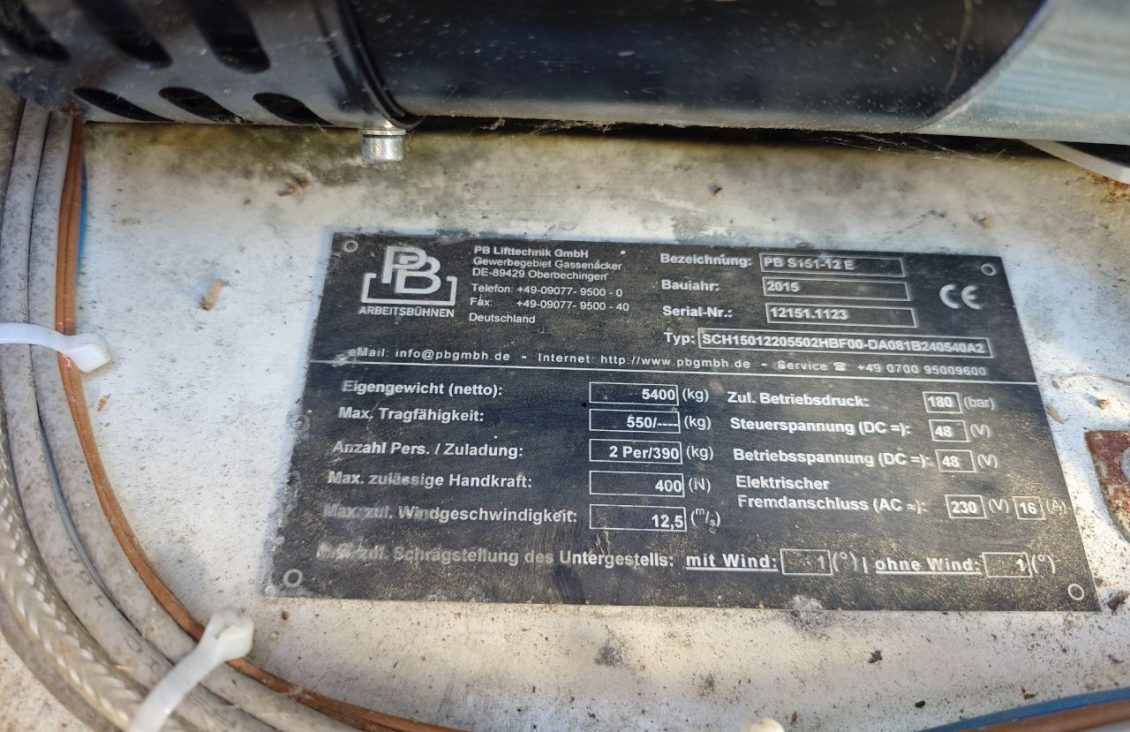 PB
ARBEITSBÜHNEN
PB Lifttechnik GmbH
Gewerbegebiet Gassenäcker
DE-89429 Oberbechingen
Telefon: +49-09077- 9500 - 0
Fax: +49-09077- 9500 - 40
Deutschland
Bezeichnung: PB S151-12 E
Baujahr: 2015
Serial-Nr.: 12151.1123
CE
Typ: SCH15012205502HBF00-DA081B240540A2
eMail: info@pbgmbh.de - Internet: http://www.pbgmbh.de - Service ☎ +49 0700 95009600
Eigengewicht (netto): 5400 (kg)
Max. Tragfähigkeit: 550/---- (kg)
Anzahl Pers. / Zuladung: 2 Per/390 (kg)
Max. zulässige Handkraft: 400 (N)
Max. zul. Windgeschwindigkeit: 12,5 (m/s)
Zul. Betriebsdruck: 180 (bar)
Steuerspannung (DC =): 48 (V)
Betriebsspannung (DC =): 48 (V)
Elektrischer
Fremdanschluss (AC ≈): 230 (V) 16 (A)
Max. zul. Schrägstellung des Untergestells: mit Wind: 1 (°) | ohne Wind: 1 (°)